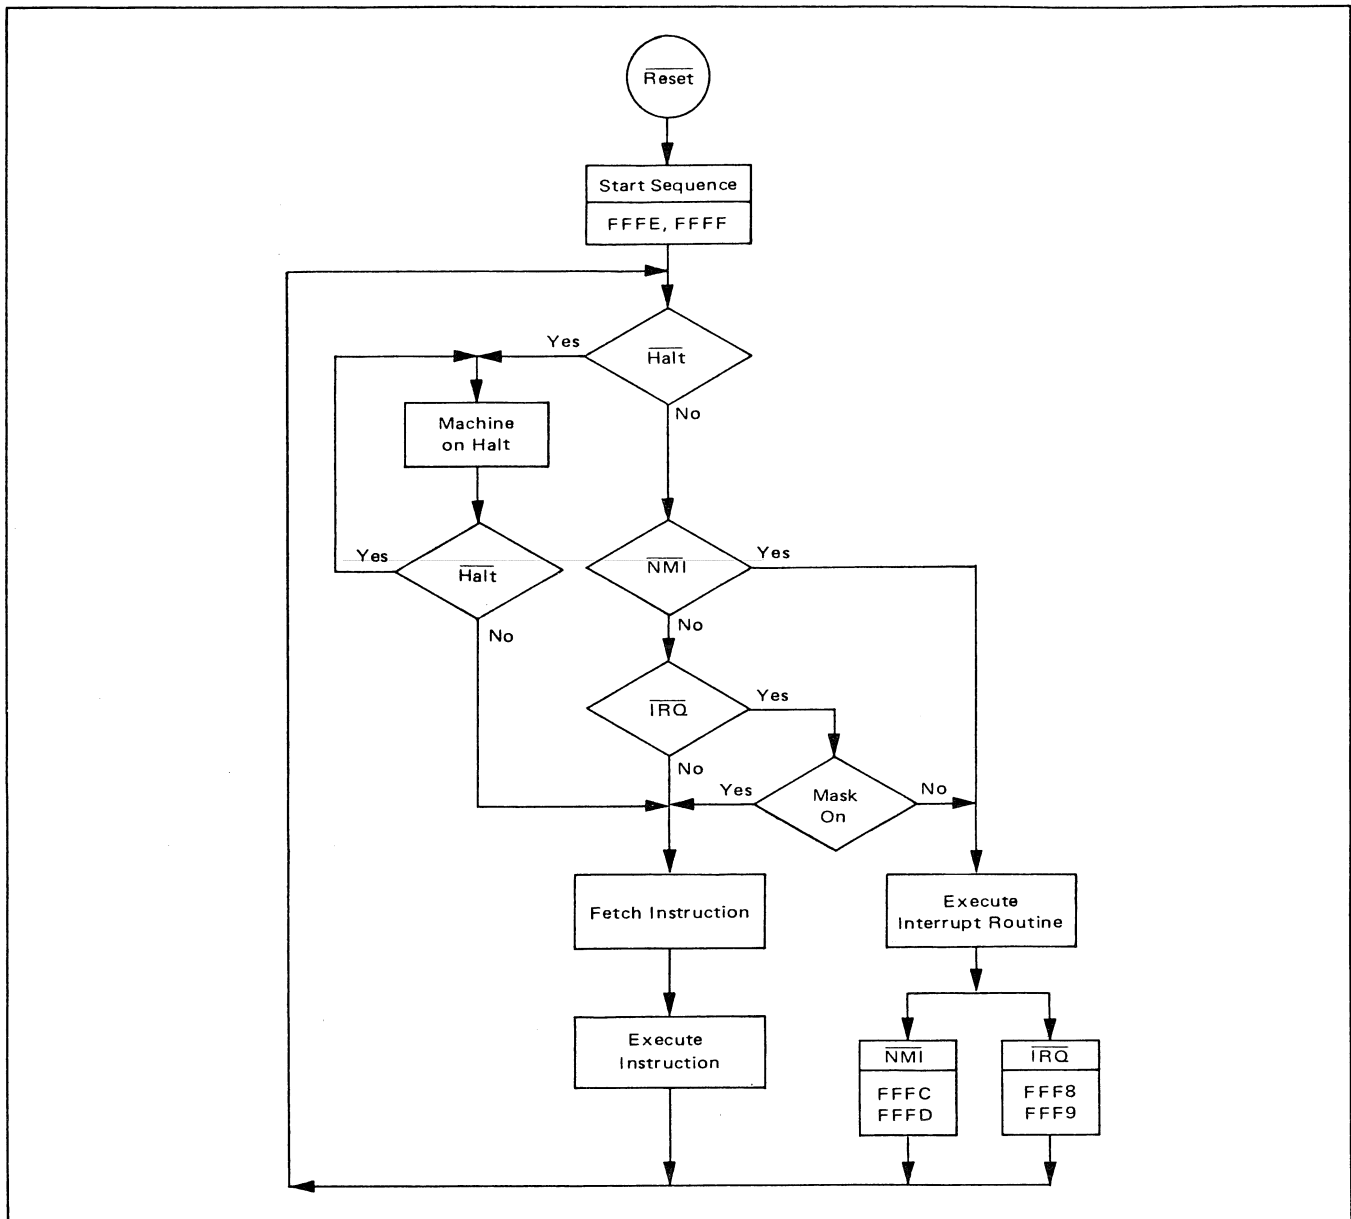 Reset
Start Sequence
FFFE, FFFF
Yes
Halt
No
Machine
on Halt
Yes
Halt
No
NMI
Yes
No
IRQ
Yes
No
Yes
Mask
On
No
Fetch Instruction
Execute
Interrupt Routine
Execute
Instruction
NMI
FFFC
FFFD
IRQ
FFF8
FFF9